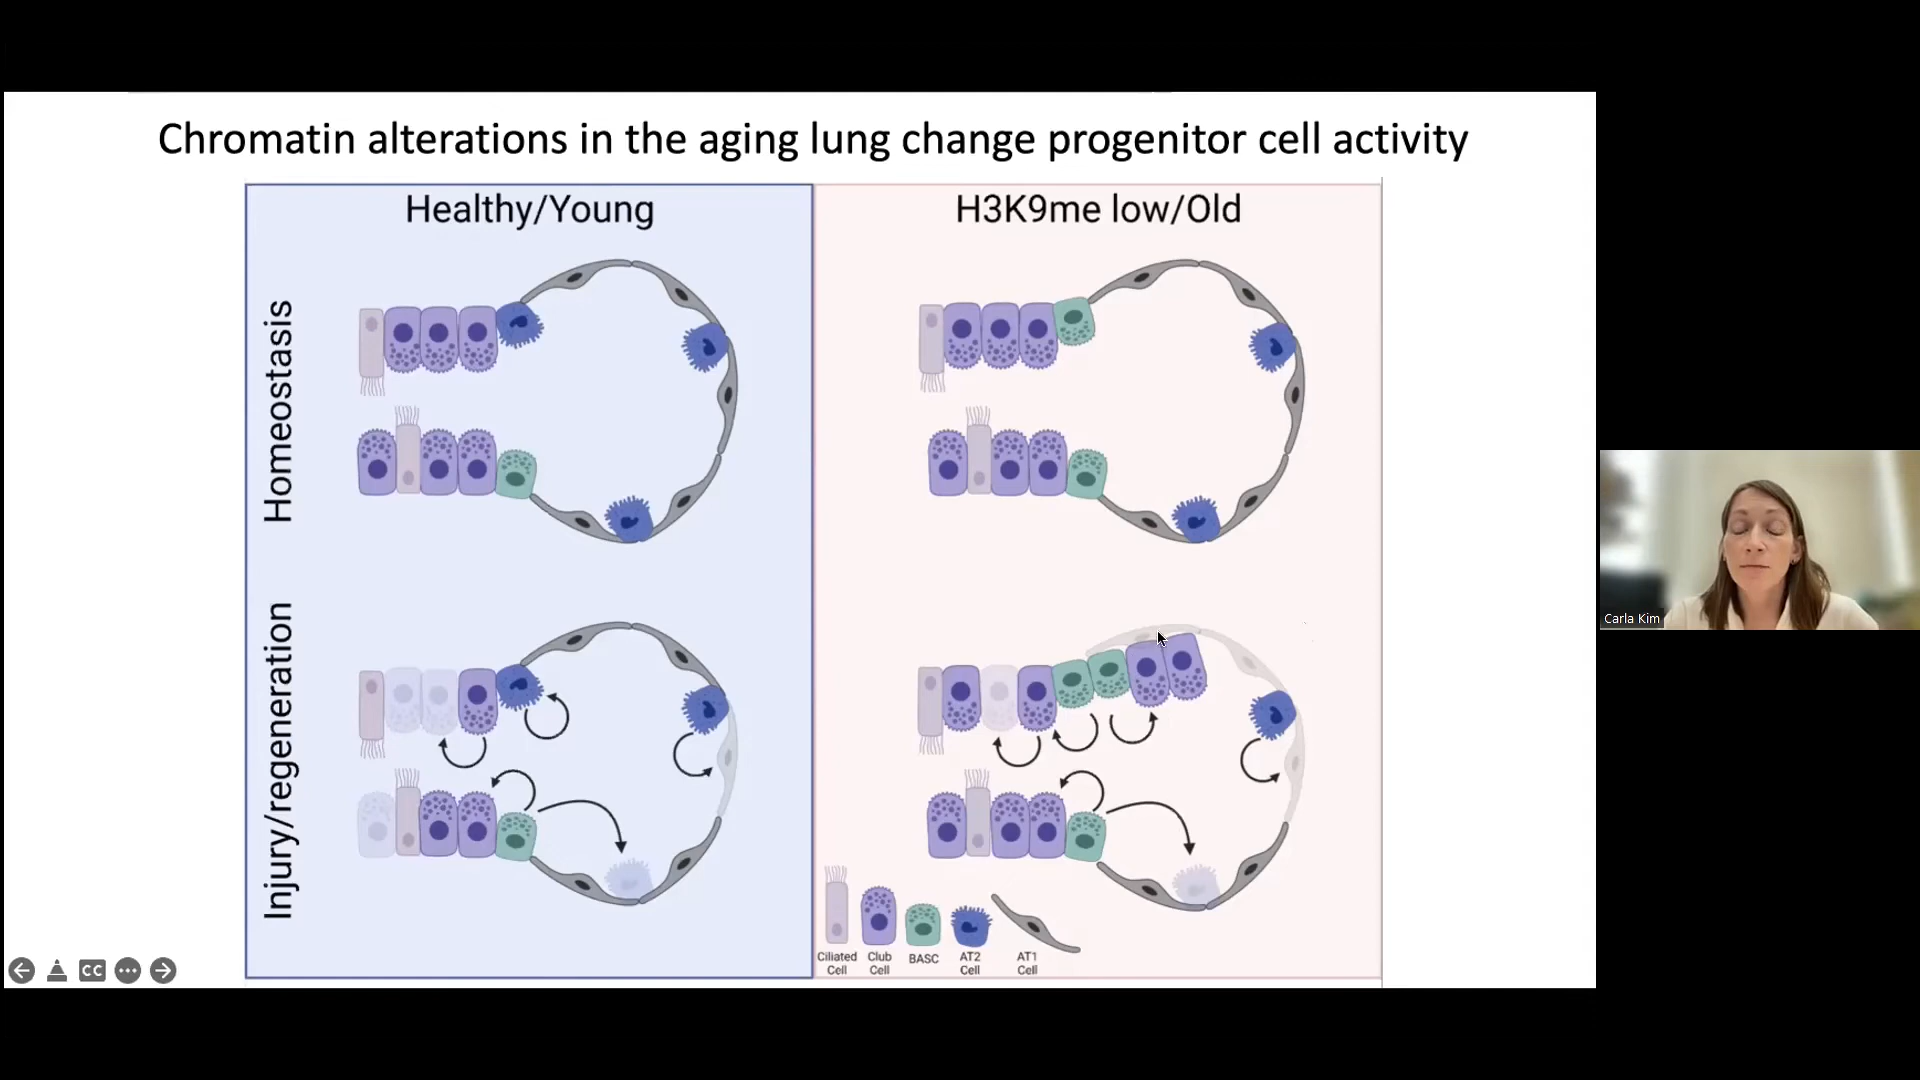 Chromatin alterations in the aging lung change progenitor cell activity
Healthy/Young
H3K9me low/Old
Homeostasis
Injury/regeneration
Ciliated
Cell
Club
Cell
BASC
AT2
Cell
AT1
Cell
CC
Carla Kim